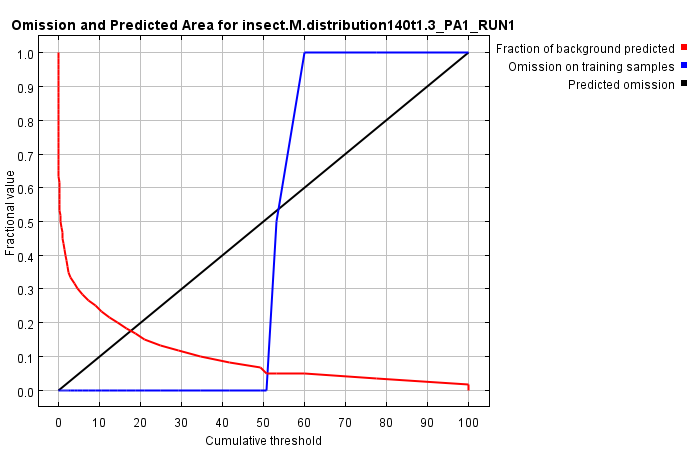 Omission and Predicted Area for insect.M.distribution140t1.3_PA1_RUN1
Fraction of background predicted
Omission on training samples
Predicted omission
1.0
0.9
0.8
0.7
0.6
0.5
0.4
0.3
0.2
0.1
0.0
Fractional value
0 10 20 30 40 50 60 70 80 90 100
Cumulative threshold